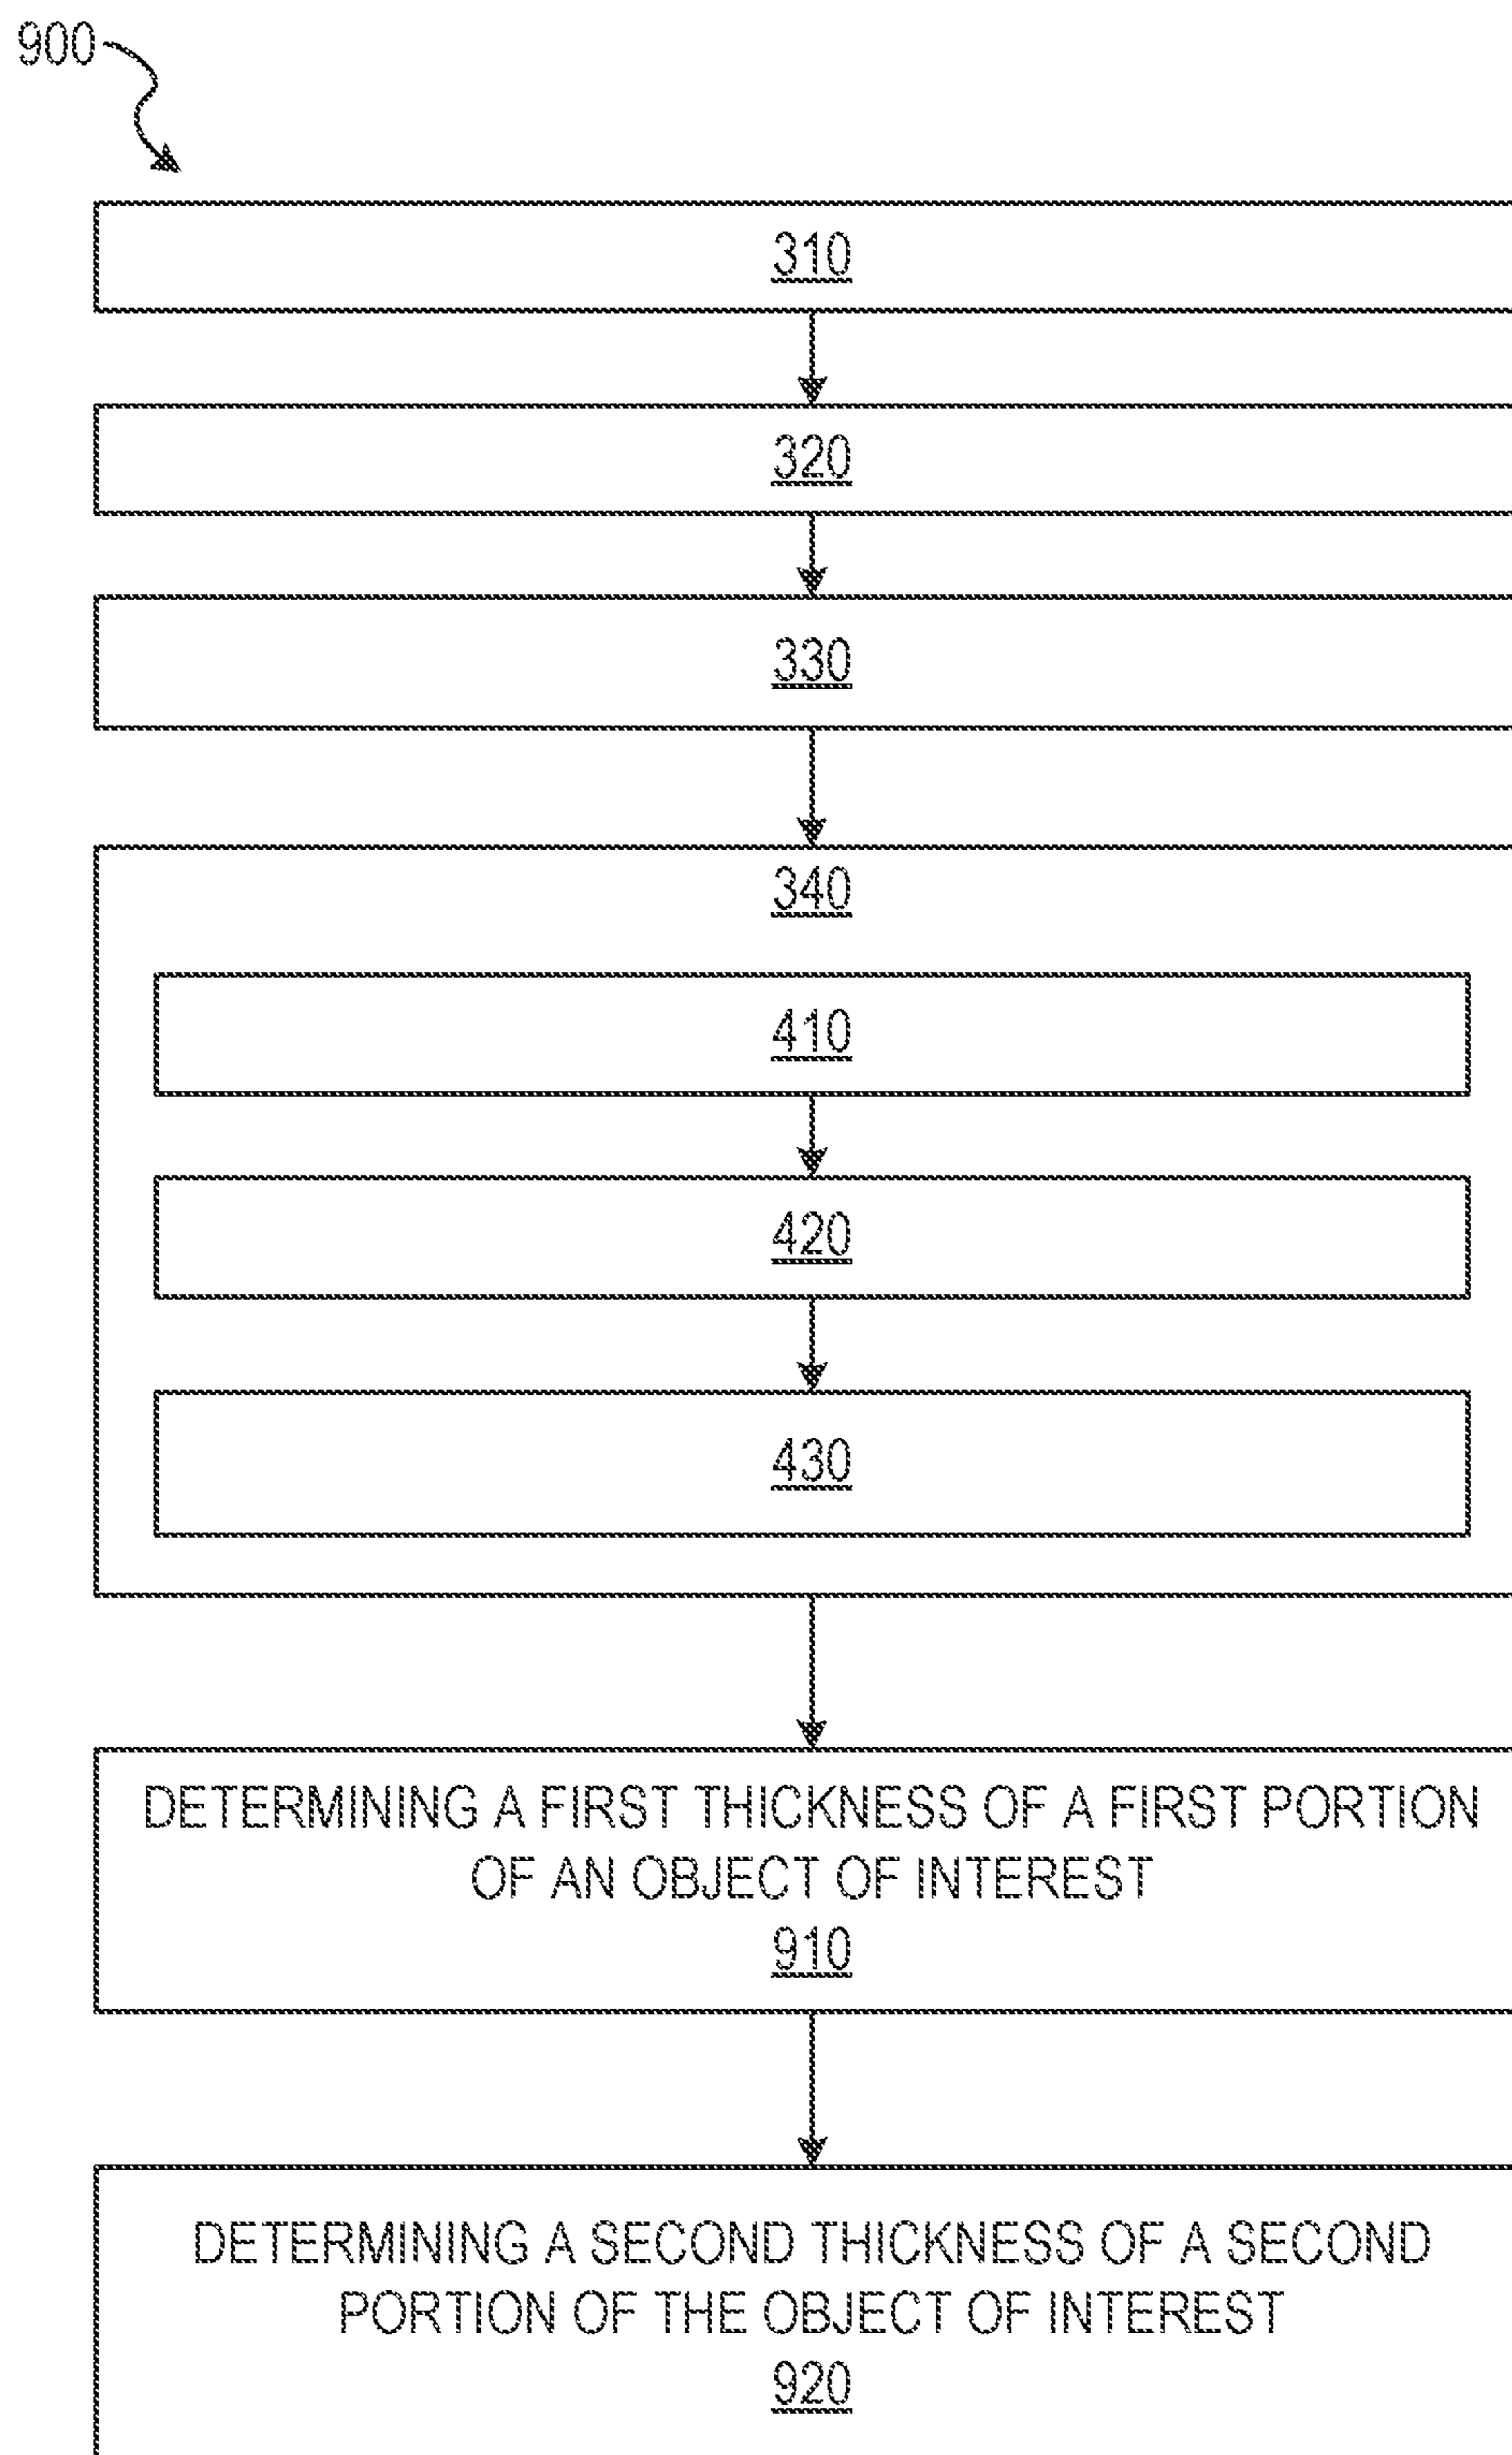 900
310
320
330
340
410
420
430
DETERMINING A FIRST THICKNESS OF A FIRST PORTION
OF AN OBJECT OF INTEREST
910
DETERMINING A SECOND THICKNESS OF A SECOND
PORTION OF THE OBJECT OF INTEREST
920